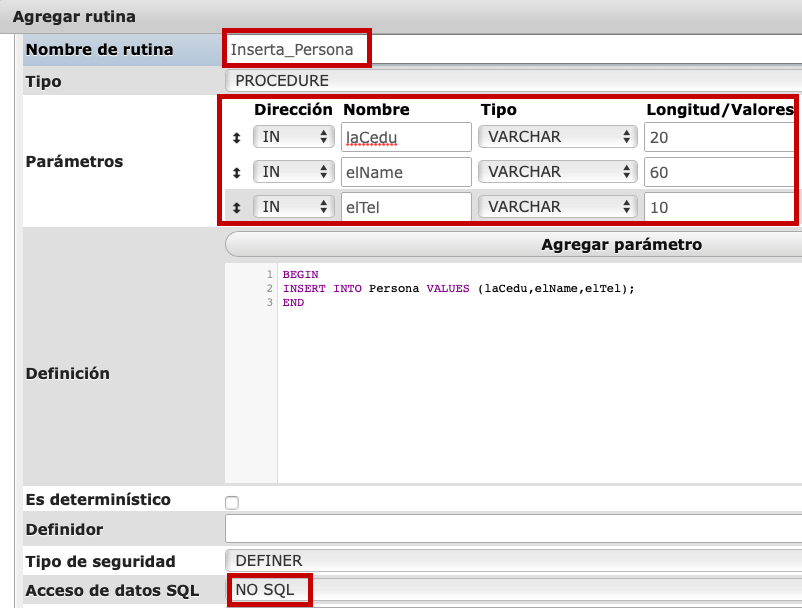 Agregar rutina
Nombre de rutina Inserta_Persona
Tipo PROCEDURE
Parámetros
Dirección Nombre Tipo Longitud/Valores
IN laCedu VARCHAR 20
IN elName VARCHAR 60
IN elTel VARCHAR 10
Agregar parámetro
Definición
1 BEGIN
2 INSERT INTO Persona VALUES (laCedu,elName,elTel);
3 END
Es determinístico
Definidor
Tipo de seguridad DEFINER
Acceso de datos SQL NO SQL